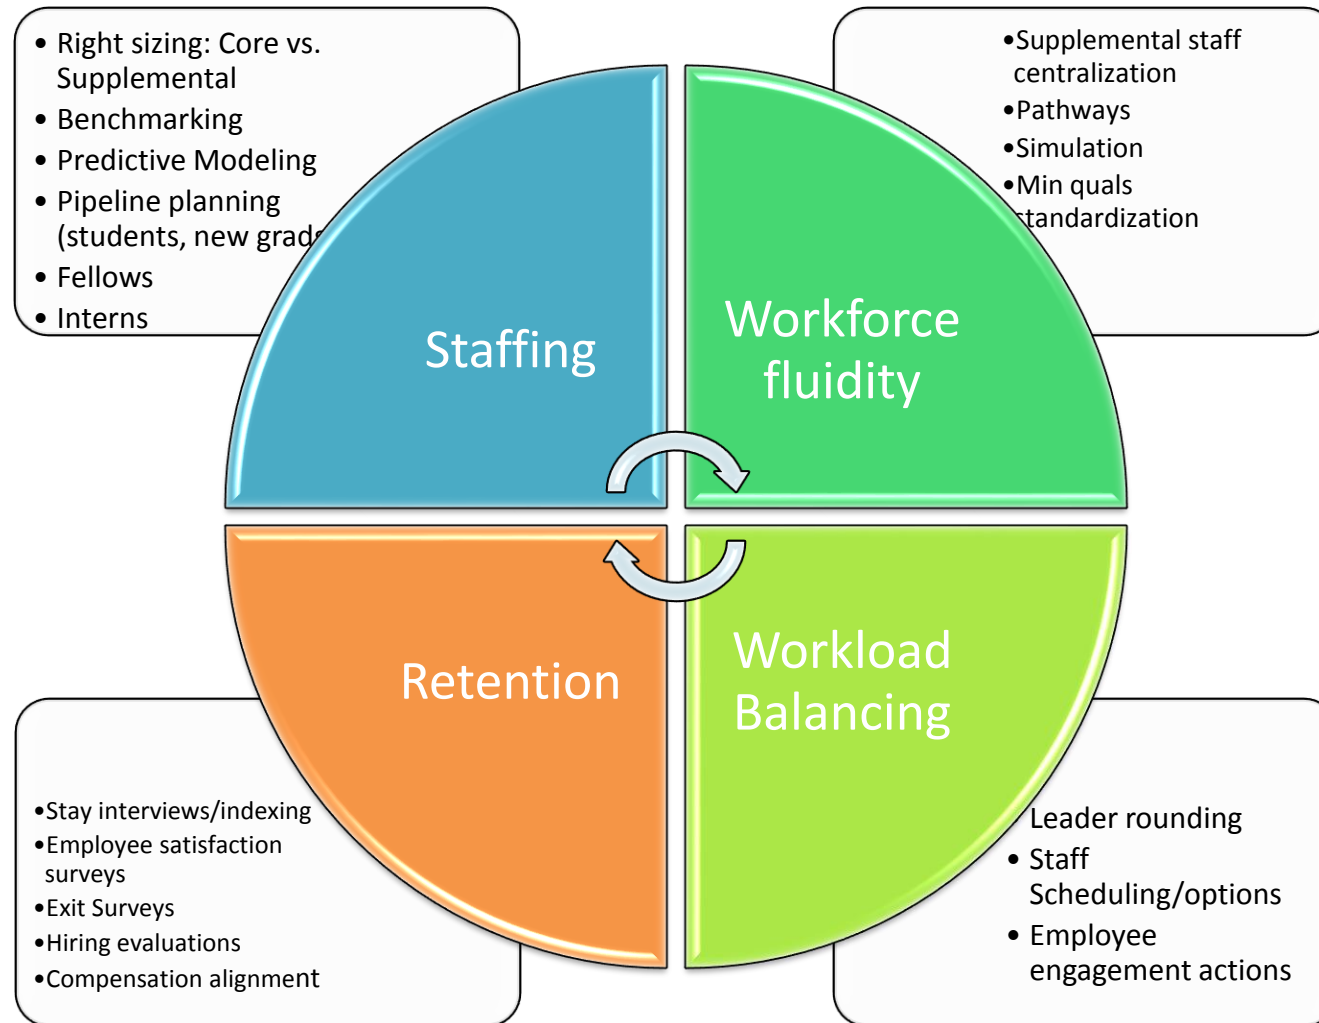 • Right sizing: Core vs.
Supplemental
• Benchmarking
• Predictive Modeling
• Pipeline planning
(students, new grads
• Fellows
• Interns
•Supplemental staff
centralization
•Pathways
•Simulation
•Min quals
standardization
Staffing
Workforce
fluidity
Retention
Workload
Balancing
•Stay interviews/indexing
•Employee satisfaction
surveys
•Exit Surveys
•Hiring evaluations
•Compensation alignment
Leader rounding
• Staff
Scheduling/options
• Employee
engagement actions